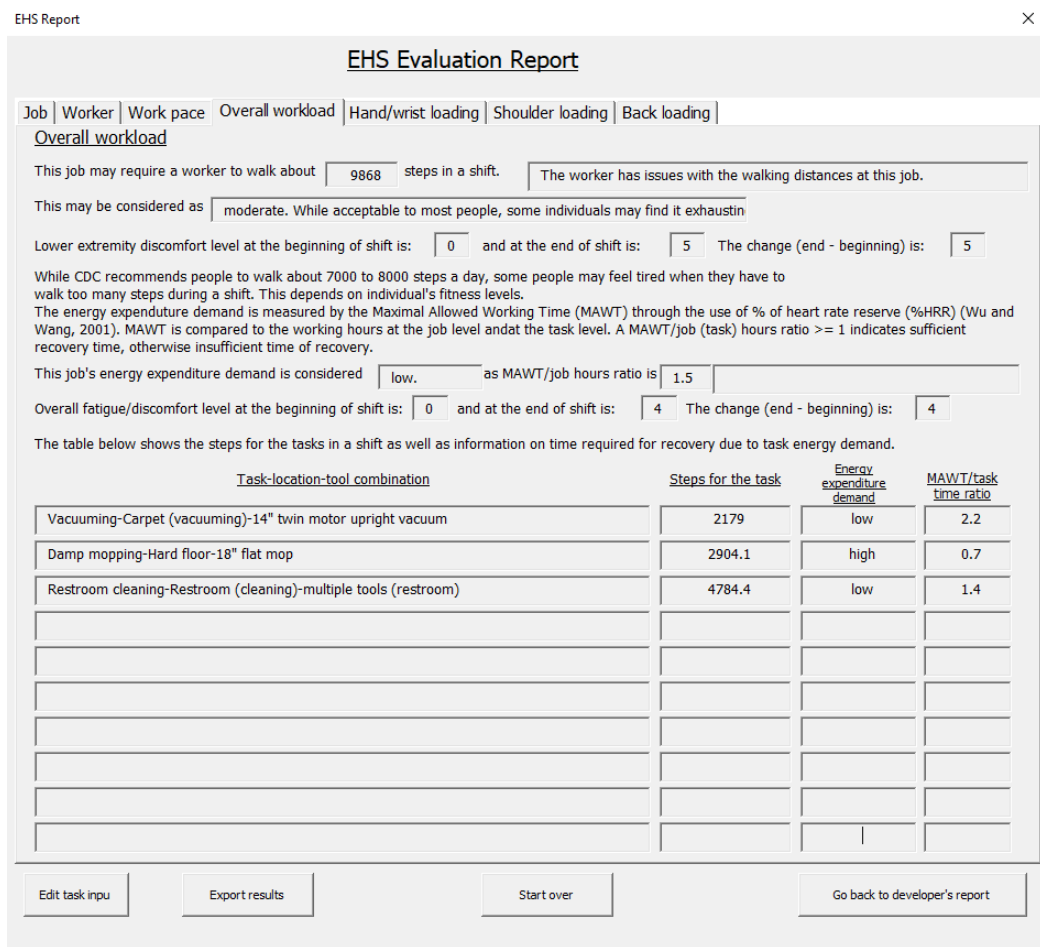 EHS Report
EHS Evaluation Report
Job Worker Work pace Overall workload Hand/wrist loading Shoulder loading Back loading
Overall workload
This job may require a worker to walk about 9868 steps in a shift. The worker has issues with the walking distances at this job.
This may be considered as moderate. While acceptable to most people, some individuals may find it exhaustin
Lower extremity discomfort level at the beginning of shift is: 0 and at the end of shift is: 5 The change (end - beginning) is: 5
While CDC recommends people to walk about 7000 to 8000 steps a day, some people may feel tired when they have to
walk too many steps during a shift. This depends on individual's fitness levels.
The energy expenduture demand is measured by the Maximal Allowed Working Time (MAWT) through the use of % of heart rate reserve (%HRR) (Wu and
Wang, 2001). MAWT is compared to the working hours at the job level andat the task level. A MAWT/job (task) hours ratio >= 1 indicates sufficient
recovery time, otherwise insufficient time of recovery.
This job's energy expenditure demand is considered low. as MAWT/job hours ratio is 1.5
Overall fatigue/discomfort level at the beginning of shift is: 0 and at the end of shift is: 4 The change (end - beginning) is: 4
The table below shows the steps for the tasks in a shift as well as information on time required for recovery due to task energy demand.
Task-location-tool combination Steps for the task Energy expenditure demand MAWT/task time ratio
Vacuuming-Carpet (vacuuming)-14" twin motor upright vacuum 2179 low 2.2
Damp mopping-Hard floor-18" flat mop 2904.1 high 0.7
Restroom cleaning-Restroom (cleaning)-multiple tools (restroom) 4784.4 low 1.4
Edit task inpu Export results Start over Go back to developer's report